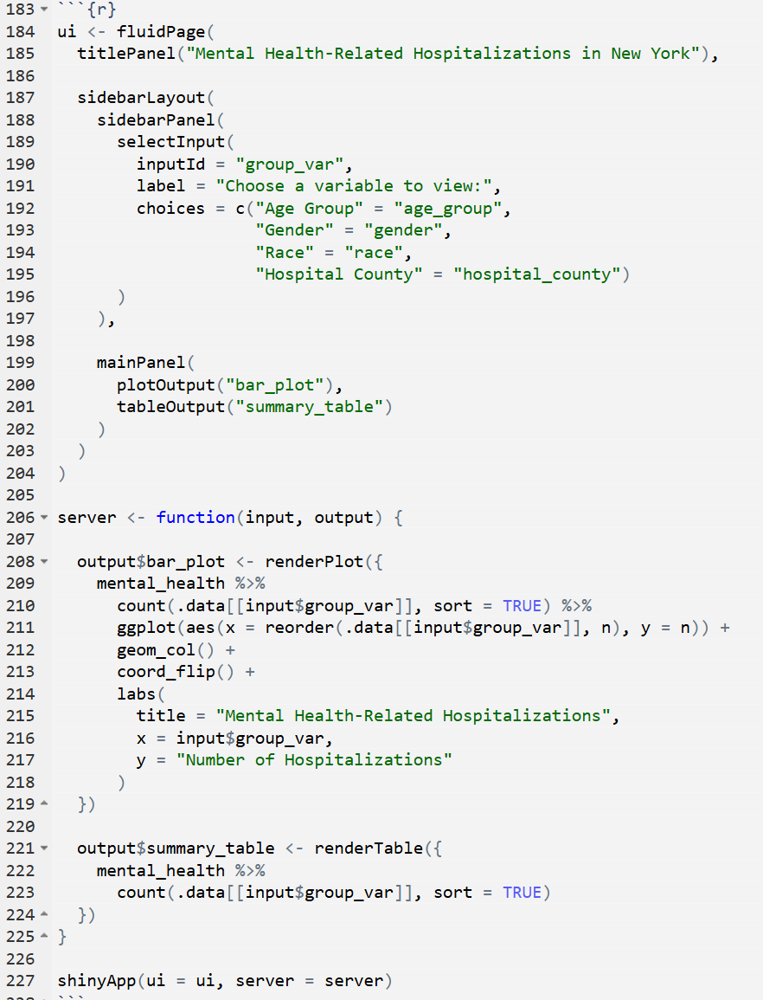 183 ```{r}
184 ui <- fluidPage(
185   titlePanel("Mental Health-Related Hospitalizations in New York"),
186
187   sidebarLayout(
188     sidebarPanel(
189       selectInput(
190         inputId = "group_var",
191         label = "Choose a variable to view:",
192         choices = c("Age Group" = "age_group",
193                     "Gender" = "gender",
194                     "Race" = "race",
195                     "Hospital County" = "hospital_county")
196       )
197     ),
198
199     mainPanel(
200       plotOutput("bar_plot"),
201       tableOutput("summary_table")
202     )
203   )
204 )
205
206 server <- function(input, output) {
207
208   output$bar_plot <- renderPlot({
209     mental_health %>%
210       count(.data[[input$group_var]], sort = TRUE) %>%
211       ggplot(aes(x = reorder(.data[[input$group_var]], n), y = n)) +
212       geom_col() +
213       coord_flip() +
214       labs(
215         title = "Mental Health-Related Hospitalizations",
216         x = input$group_var,
217         y = "Number of Hospitalizations"
218       )
219   })
220
221   output$summary_table <- renderTable({
222     mental_health %>%
223       count(.data[[input$group_var]], sort = TRUE)
224   })
225 }
226
227 shinyApp(ui = ui, server = server)
228 ```